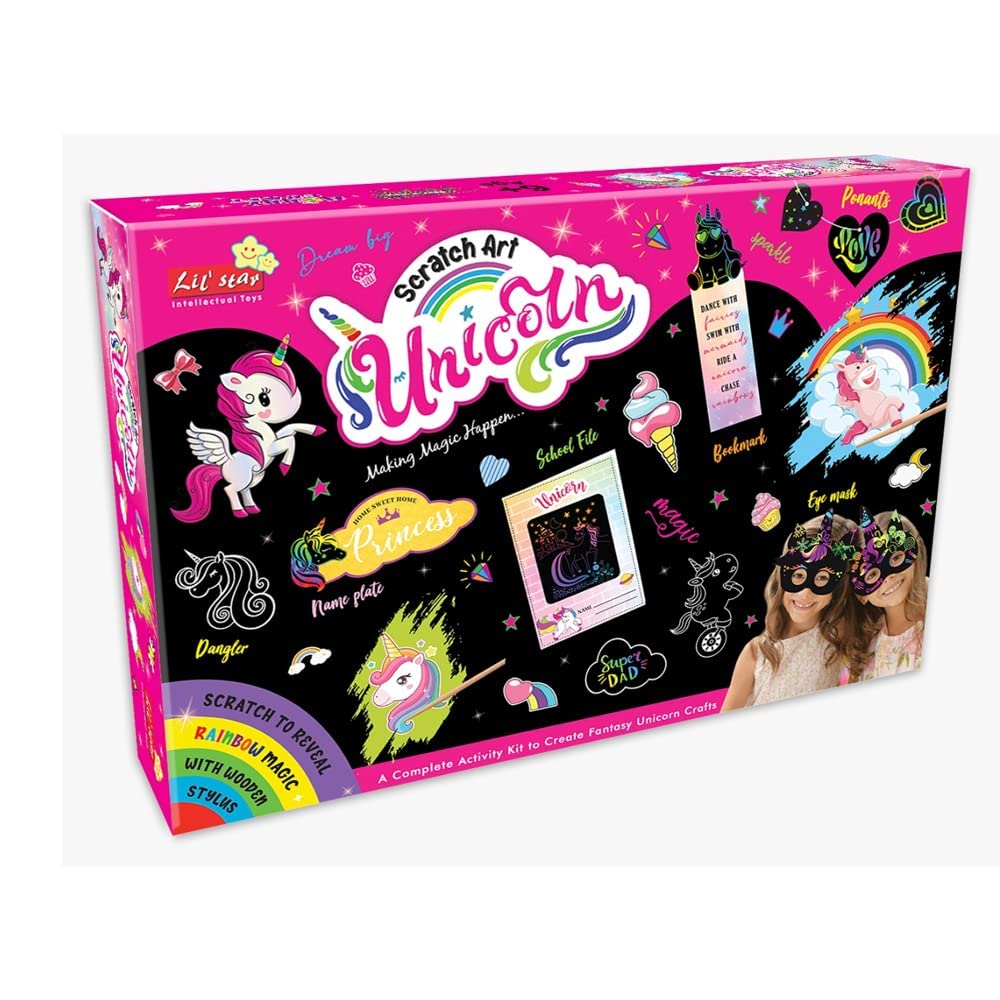 Lil' Star
Intellectual Toys
Dream big
Scratch Art
Unicorn
Making Magic Happen...
sparkle
Ponants
Love
DANCE WITH
fairies
SWIM WITH
mermaids
RIDE A
unicorn
CHASE
rainbows
Bookmark
School File
Unicorn
NAME
magic
Eye mask
HOME SWEET HOME
Princess
Name plate
Dangler
Super
DAD
SCRATCH TO REVEAL
RAINBOW MAGIC
WITH WOODEN
STYLUS
A Complete Activity Kit to Create Fantasy Unicorn Crafts